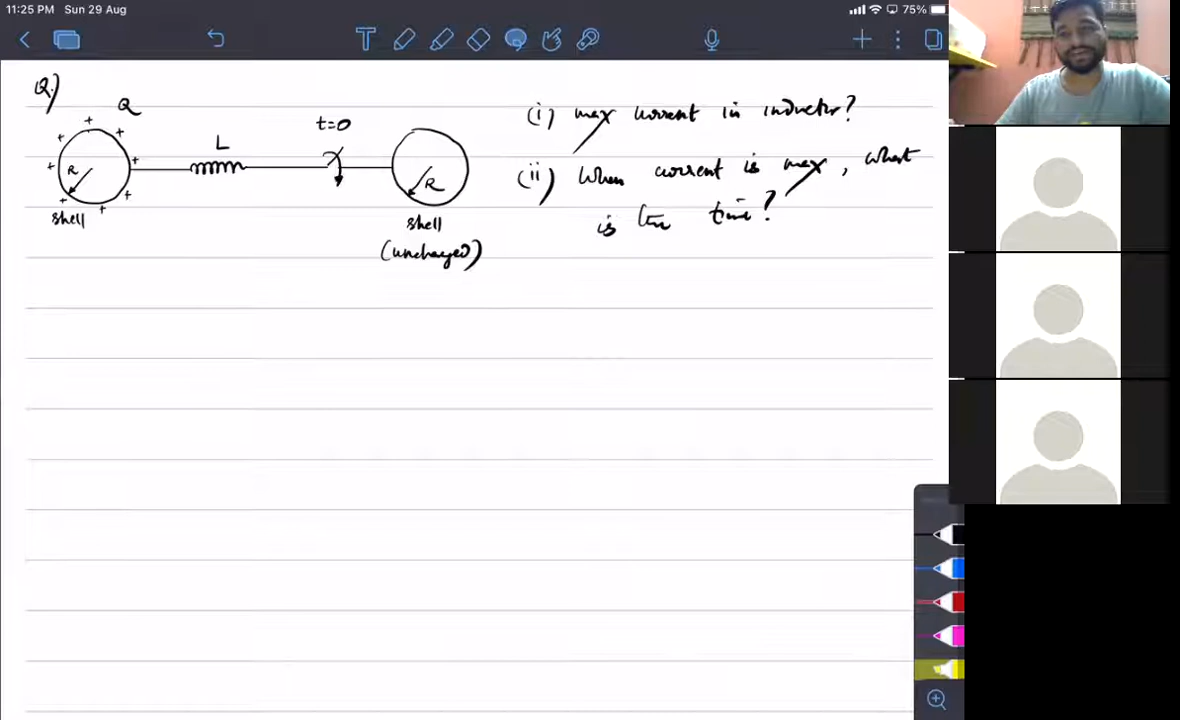 11:25 PM Sun 29 Aug
75%
Q.)
Q
+ + + + + + + + +
R
shell
L
t=0
R
shell
(uncharged)
(i) max current in inductor?
(ii) When current is max, what
is the time?